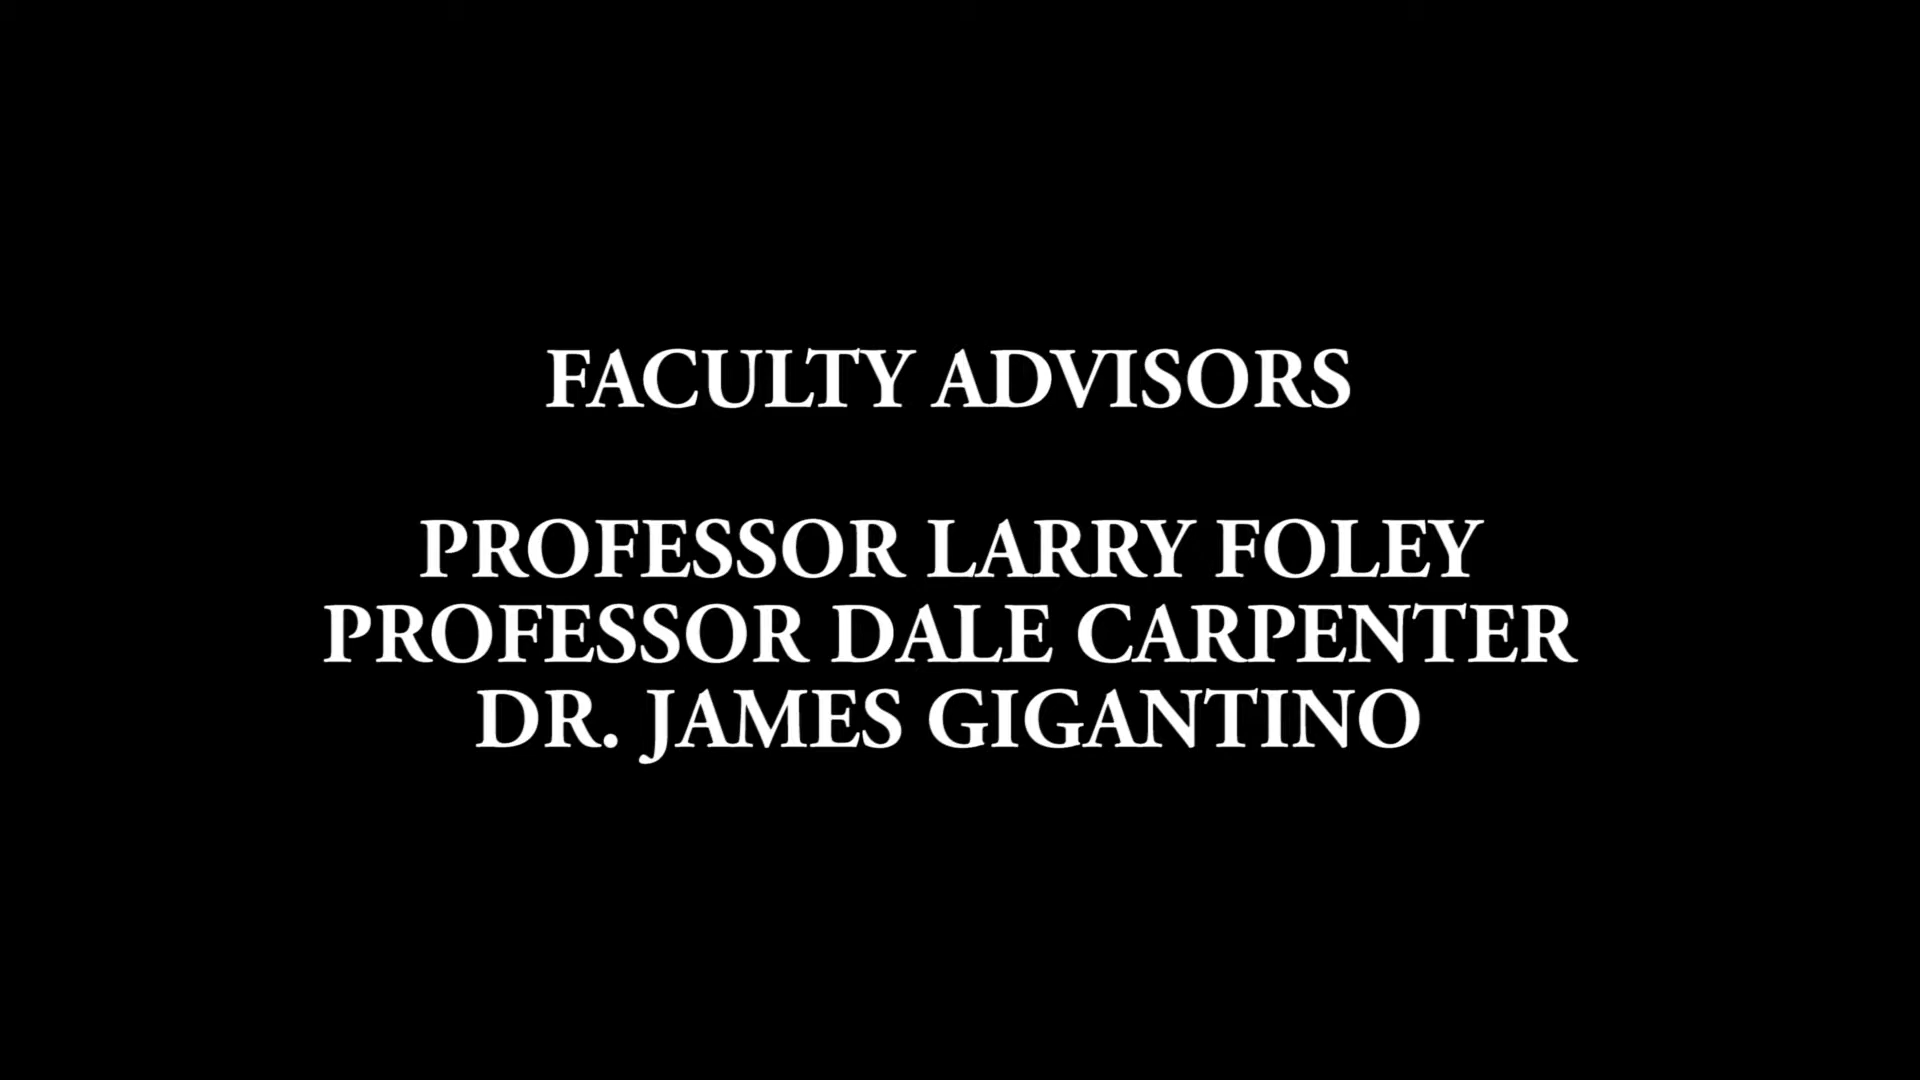 FACULTY ADVISORS
PROFESSOR LARRY FOLEY
PROFESSOR DALE CARPENTER
DR. JAMES GIGANTINO